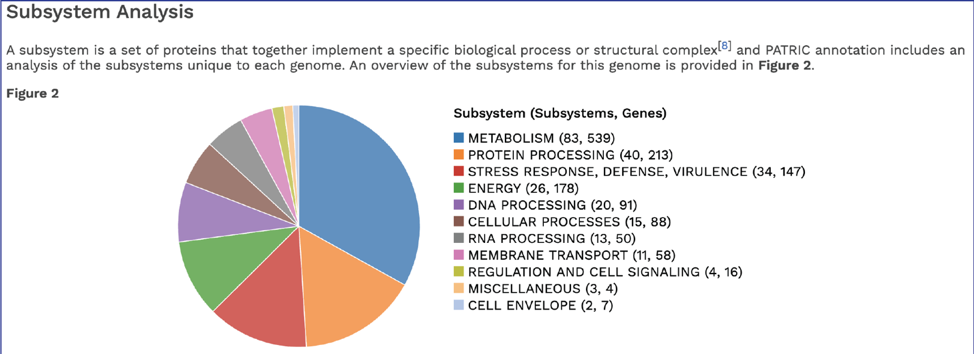 Subsystem Analysis
A subsystem is a set of proteins that together implement a specific biological process or structural complex[8] and PATRIC annotation includes an
analysis of the subsystems unique to each genome. An overview of the subsystems for this genome is provided in Figure 2.
Figure 2
Subsystem (Subsystems, Genes)
METABOLISM (83, 539)
PROTEIN PROCESSING (40, 213)
STRESS RESPONSE, DEFENSE, VIRULENCE (34, 147)
ENERGY (26, 178)
DNA PROCESSING (20, 91)
CELLULAR PROCESSES (15, 88)
RNA PROCESSING (13, 50)
MEMBRANE TRANSPORT (11, 58)
REGULATION AND CELL SIGNALING (4, 16)
MISCELLANEOUS (3, 4)
CELL ENVELOPE (2, 7)